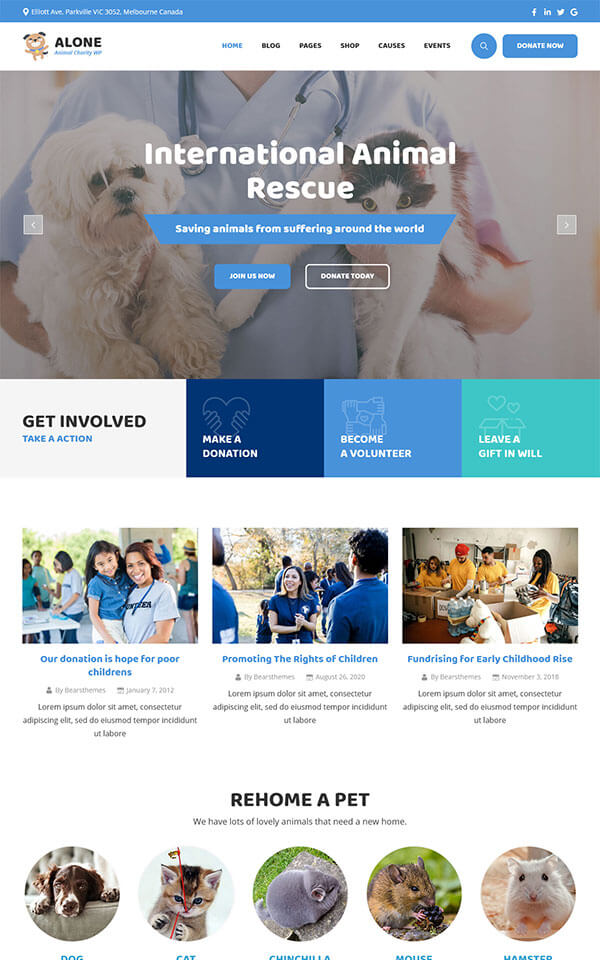 Elliott Ave, Parkville VIC 3052, Melbourne Canada
ALONE
Animal Charity WP
HOME BLOG PAGES SHOP CAUSES EVENTS
DONATE NOW
International Animal
Rescue
Saving animals from suffering around the world
JOIN US NOW
DONATE TODAY
GET INVOLVED
TAKE A ACTION
MAKE A
DONATION
BECOME
A VOLUNTEER
LEAVE A
GIFT IN WILL
Our donation is hope for poor
childrens
By Bearsthemes January 7, 2012
Lorem ipsum dolor sit amet, consectetur
adipiscing elit, sed do eiusmod tempor incididunt
ut labore
Promoting The Rights of Children
By Bearsthemes August 26, 2020
Lorem ipsum dolor sit amet, consectetur
adipiscing elit, sed do eiusmod tempor incididunt
ut labore
Fundrising for Early Childhood Rise
By Bearsthemes November 3, 2018
Lorem ipsum dolor sit amet, consectetur
adipiscing elit, sed do eiusmod tempor incididunt
ut labore
REHOME A PET
We have lots of lovely animals that need a new home.
DOG CAT CHINCHILLA MOUSE HAMSTER